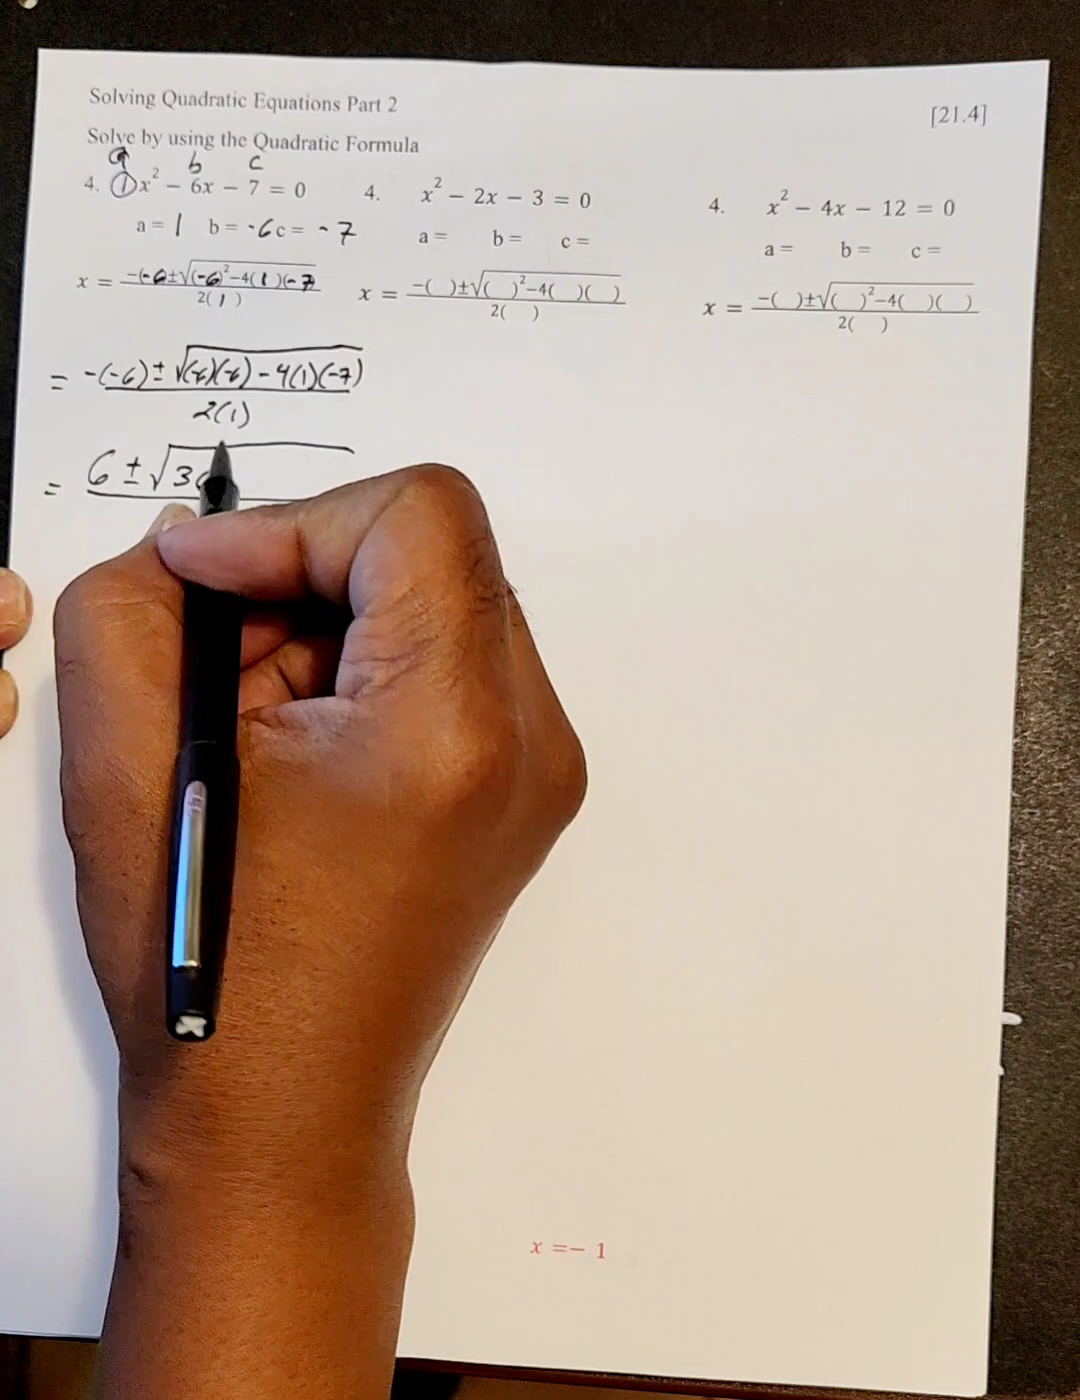 Solving Quadratic Equations Part 2
[21.4]
Solve by using the Quadratic Formula
a b c
4. 1x² − 6x − 7 = 0
a = 1 b = -6 c = -7
x = −(-6 ±√(-6)²−4(1)(-7
2(1)
= -(-6) ± √(-6)(-6) - 4(1)(-7)
2(1)
= 6 ± √3
4. x² − 2x − 3 = 0
a = b = c =
x = −( )±√( )²−4( )( )
2( )
x =− 1
4. x² − 4x − 12 = 0
a = b = c =
x = −( )±√( )²−4( )( )
2( )